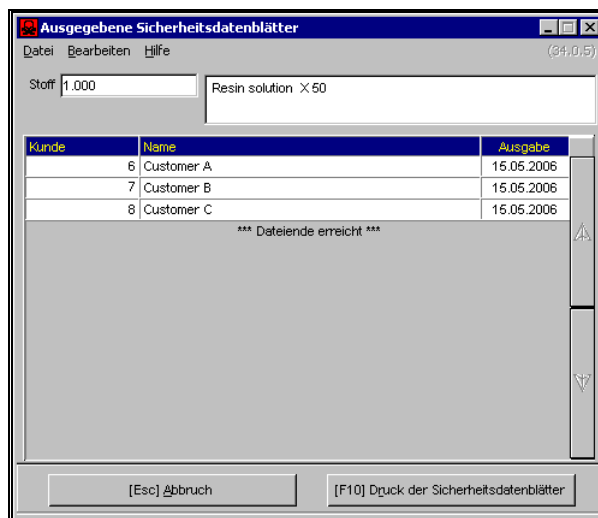 Ausgegebene Sicherheitsdatenblätter
Datei Bearbeiten Hilfe (34.0.5)
Stoff 1.000 Resin solution X50
Kunde Name Ausgabe
6 Customer A 15.05.2006
7 Customer B 15.05.2006
8 Customer C 15.05.2006
*** Dateiende erreicht ***
[Esc] Abbruch [F10] Druck der Sicherheitsdatenblätter